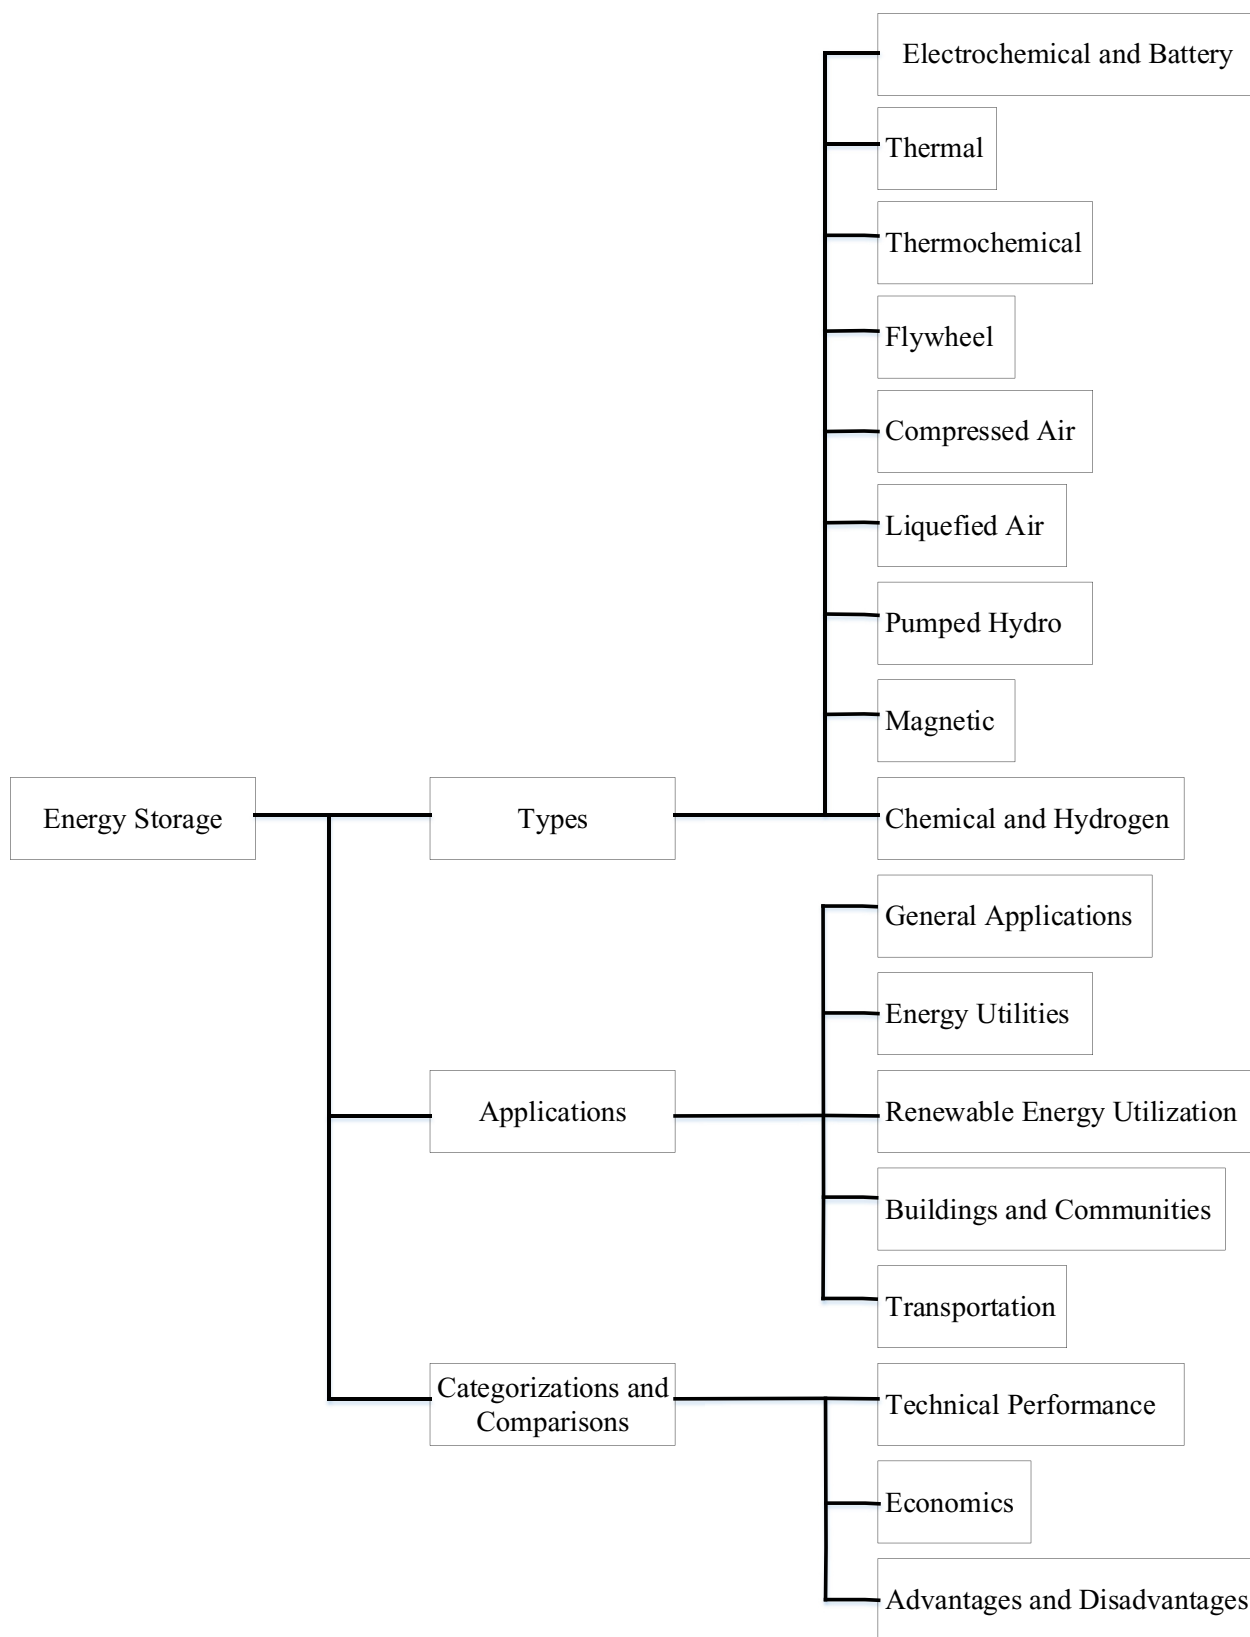 Electrochemical and Battery
Thermal
Thermochemical
Flywheel
Compressed Air
Liquefied Air
Pumped Hydro
Magnetic
Energy Storage
Types
Chemical and Hydrogen
General Applications
Energy Utilities
Applications
Renewable Energy Utilization
Buildings and Communities
Transportation
Categorizations and
Comparisons
Technical Performance
Economics
Advantages and Disadvantages